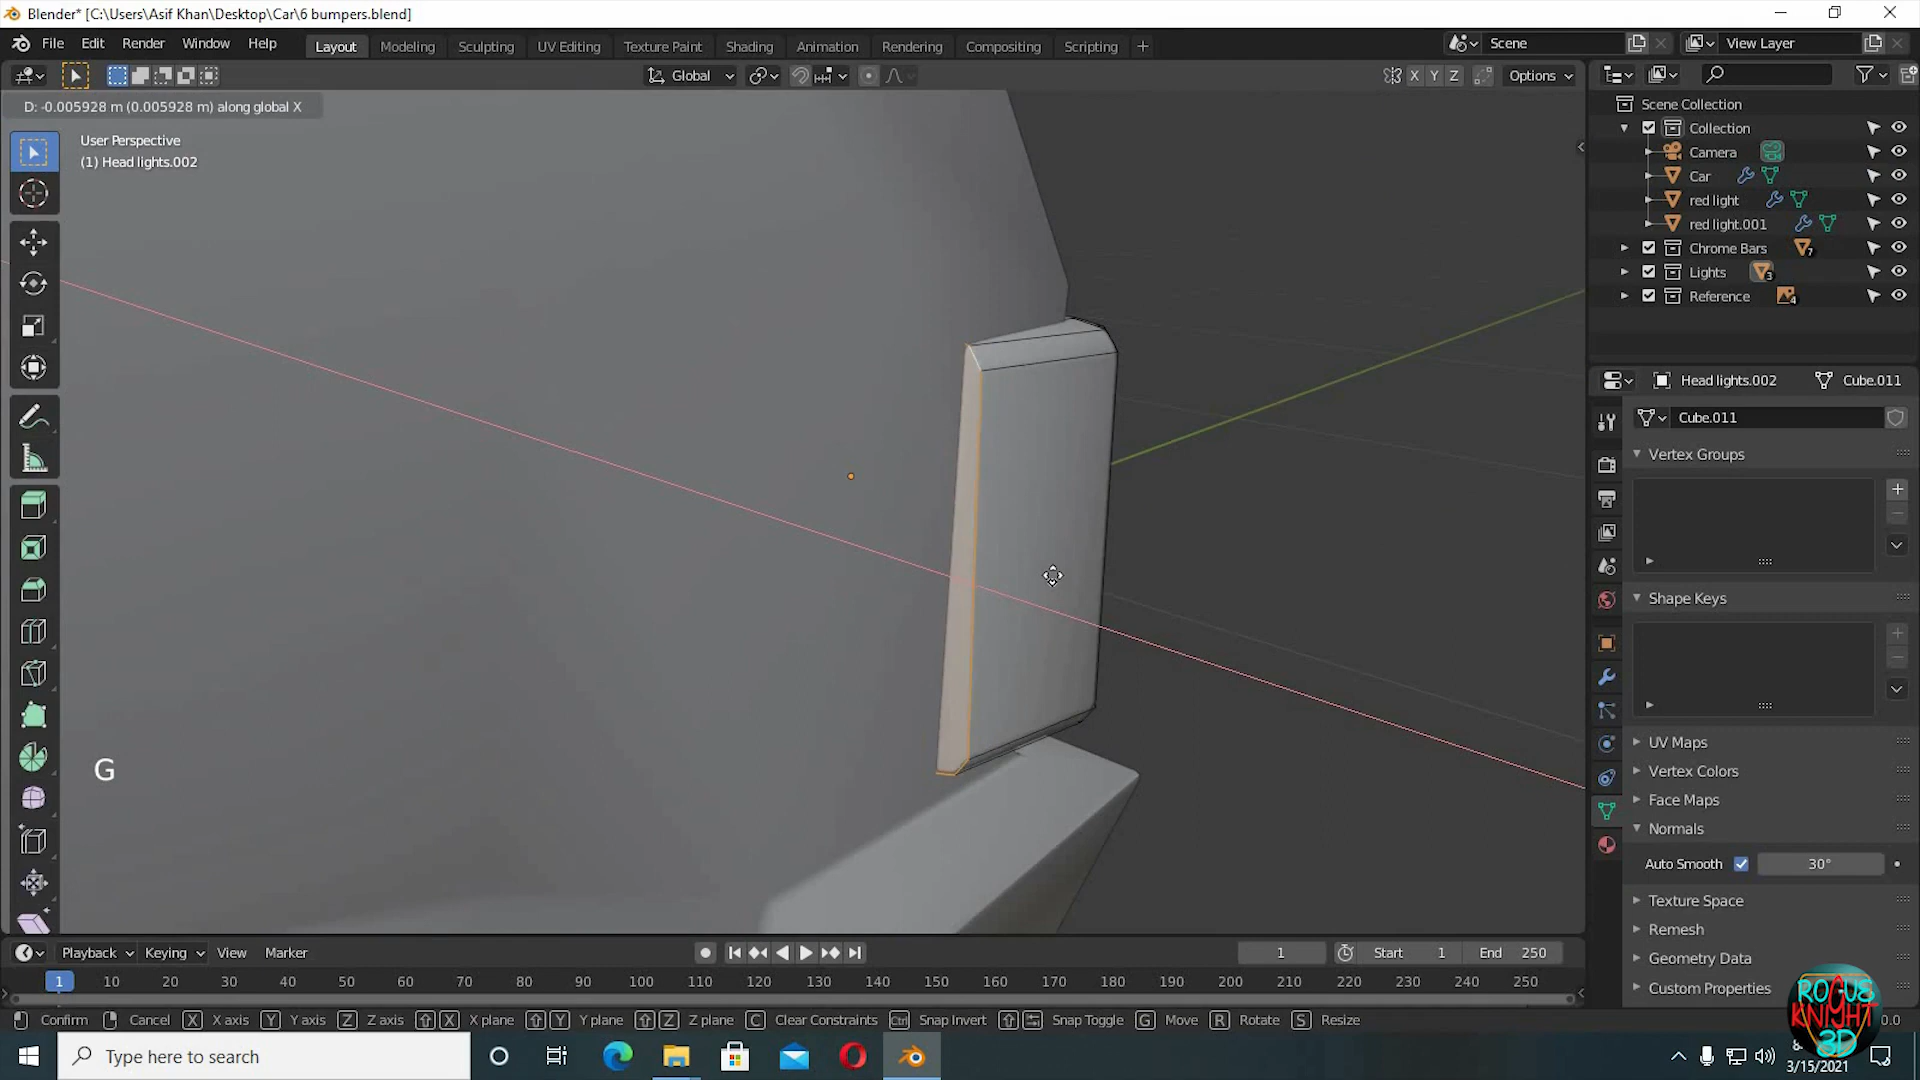 Blender* [C:\Users\Asif Khan\Desktop\Car\6 bumpers.blend]
File Edit Render Window Help Layout Modeling Sculpting UV Editing Texture Paint Shading Animation Rendering Compositing Scripting + Scene View Layer
Global X Y Z Options
D: -0.005928 m (0.005928 m) along global X
User Perspective
(1) Head lights.002
G
Scene Collection
Collection
Camera
Car
red light
red light.001
Chrome Bars 7
Lights 3
Reference 4
Head lights.002 Cube.011
Cube.011
Vertex Groups
Shape Keys
UV Maps
Vertex Colors
Face Maps
Normals
Auto Smooth 30°
Texture Space
Remesh
Geometry Data
Custom Properties
Playback Keying View Marker 1 Start 1 End 250
1 10 20 30 40 50 60 70 80 90 100 110 120 130 140 150 160 170 180 190 200 210 220 230 240 250
Confirm Cancel X X axis Y Y axis Z Z axis X X plane Y Y plane Z Z plane C Clear Constraints Ctrl Snap Invert Snap Toggle G Move R Rotate S Resize
ROGUE
KNIGHT
3D
Type here to search
3/15/2021